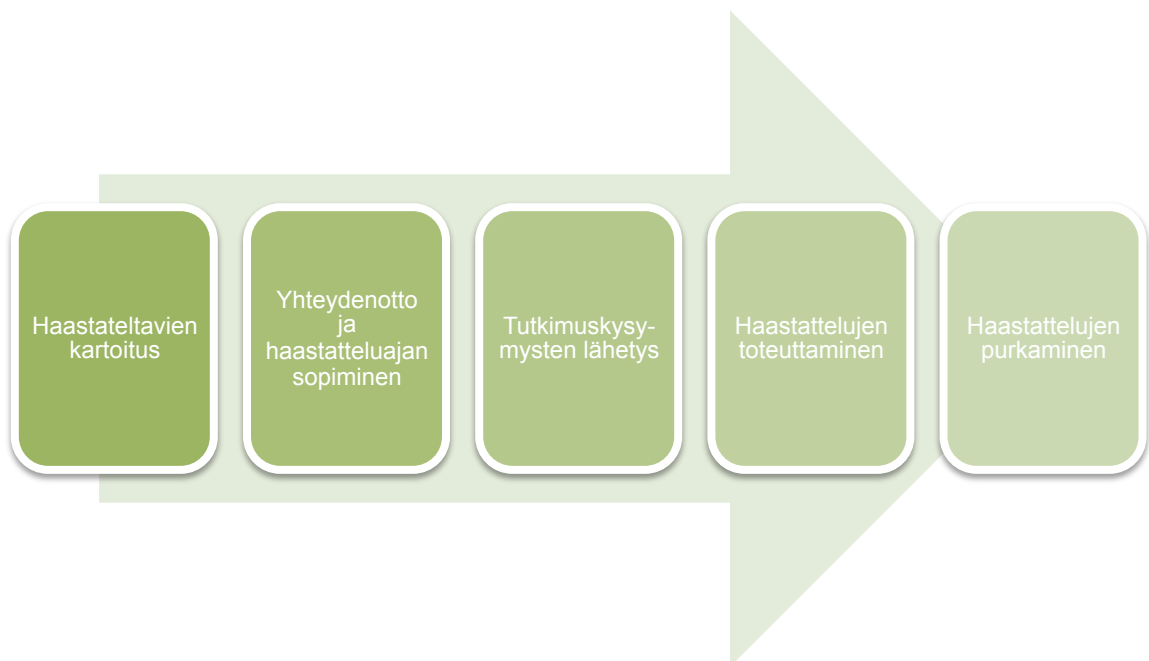 Haastateltavien
kartoitus
Yhteydenotto
ja
haastatteluajan
sopiminen
Tutkimuskysy-
mysten lähetys
Haastattelujen
toteuttaminen
Haastattelujen
purkaminen